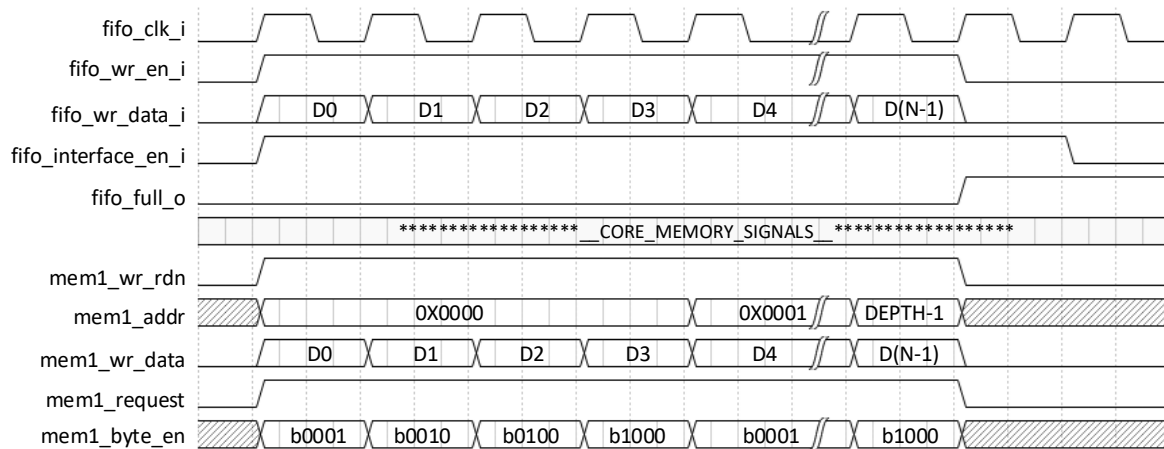 fifo_clk_i
fifo_wr_en_i
fifo_wr_data_i D0 D1 D2 D3 D4 D(N-1)
fifo_interface_en_i
fifo_full_o
******************__CORE_MEMORY_SIGNALS__******************
mem1_wr_rdn
mem1_addr 0X0000 0X0001 DEPTH-1
mem1_wr_data D0 D1 D2 D3 D4 D(N-1)
mem1_request
mem1_byte_en b0001 b0010 b0100 b1000 b0001 b1000